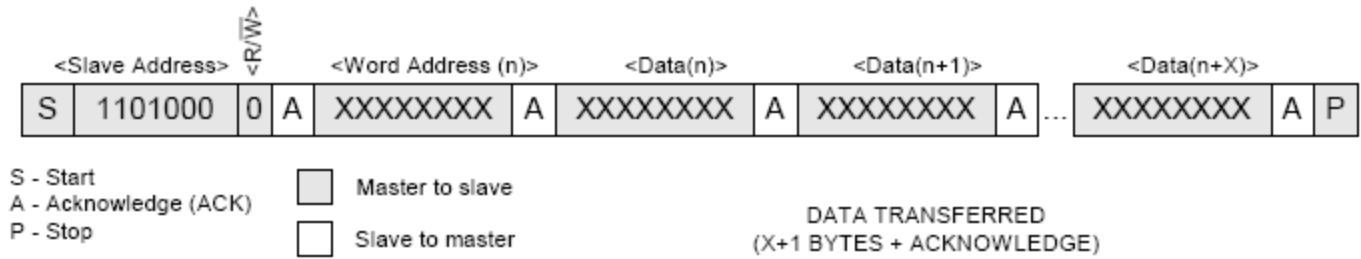 <R/W̅>
<Slave Address> <Word Address (n)> <Data(n)> <Data(n+1)> <Data(n+X)>
S 1101000 0 A XXXXXXXX A XXXXXXXX A XXXXXXXX A ... XXXXXXXX A P
S - Start
A - Acknowledge (ACK)
P - Stop
Master to slave
Slave to master
DATA TRANSFERRED
(X+1 BYTES + ACKNOWLEDGE)